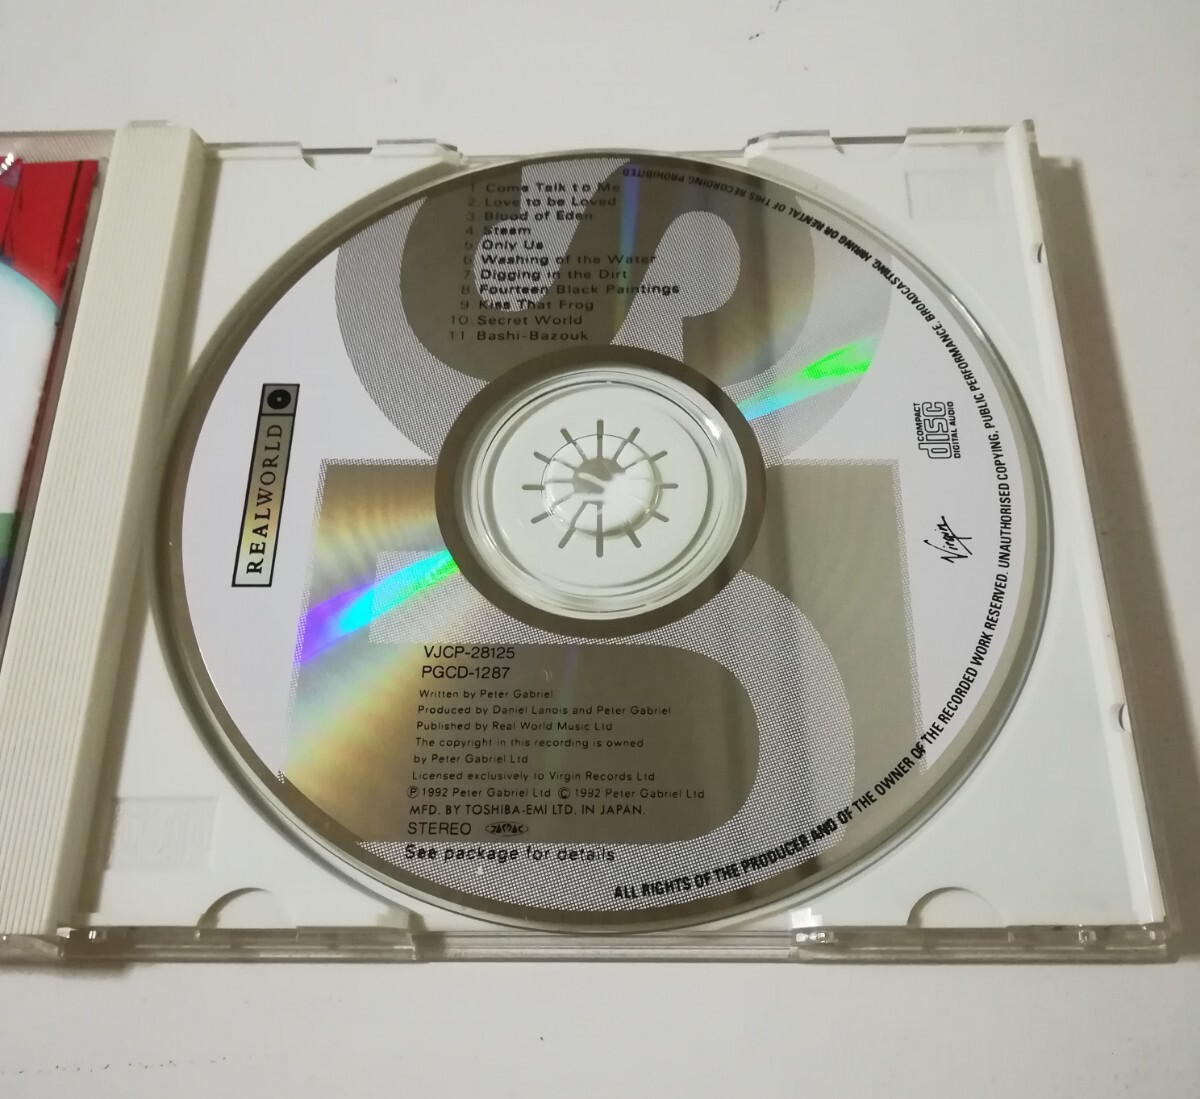 1 Come Talk to Me
2 Love to be Loved
3 Blood of Eden
4 Steam
5 Only Us
6 Washing of the Water
7 Digging in the Dirt
8 Fourteen Black Paintings
9 Kiss That Frog
10 Secret World
11 Bashi-Bazouk
REALWORLD
COMPACT
disc
DIGITAL AUDIO
Virgin
VJCP-28125
PGCD-1287
Written by Peter Gabriel
Produced by Daniel Lanois and Peter Gabriel
Published by Real World Music Ltd
The copyright in this recording is owned
by Peter Gabriel Ltd
Licensed exclusively to Virgin Records Ltd
℗ 1992 Peter Gabriel Ltd © 1992 Peter Gabriel Ltd
MFD. BY TOSHIBA-EMI LTD. IN JAPAN.
STEREO JASRAC
See package for details
ALL RIGHTS OF THE PRODUCER AND OF THE OWNER OF THE RECORDED WORK RESERVED. UNAUTHORISED COPYING, PUBLIC PERFORMANCE, BROADCASTING, HIRING OR RENTAL OF THIS RECORDING PROHIBITED